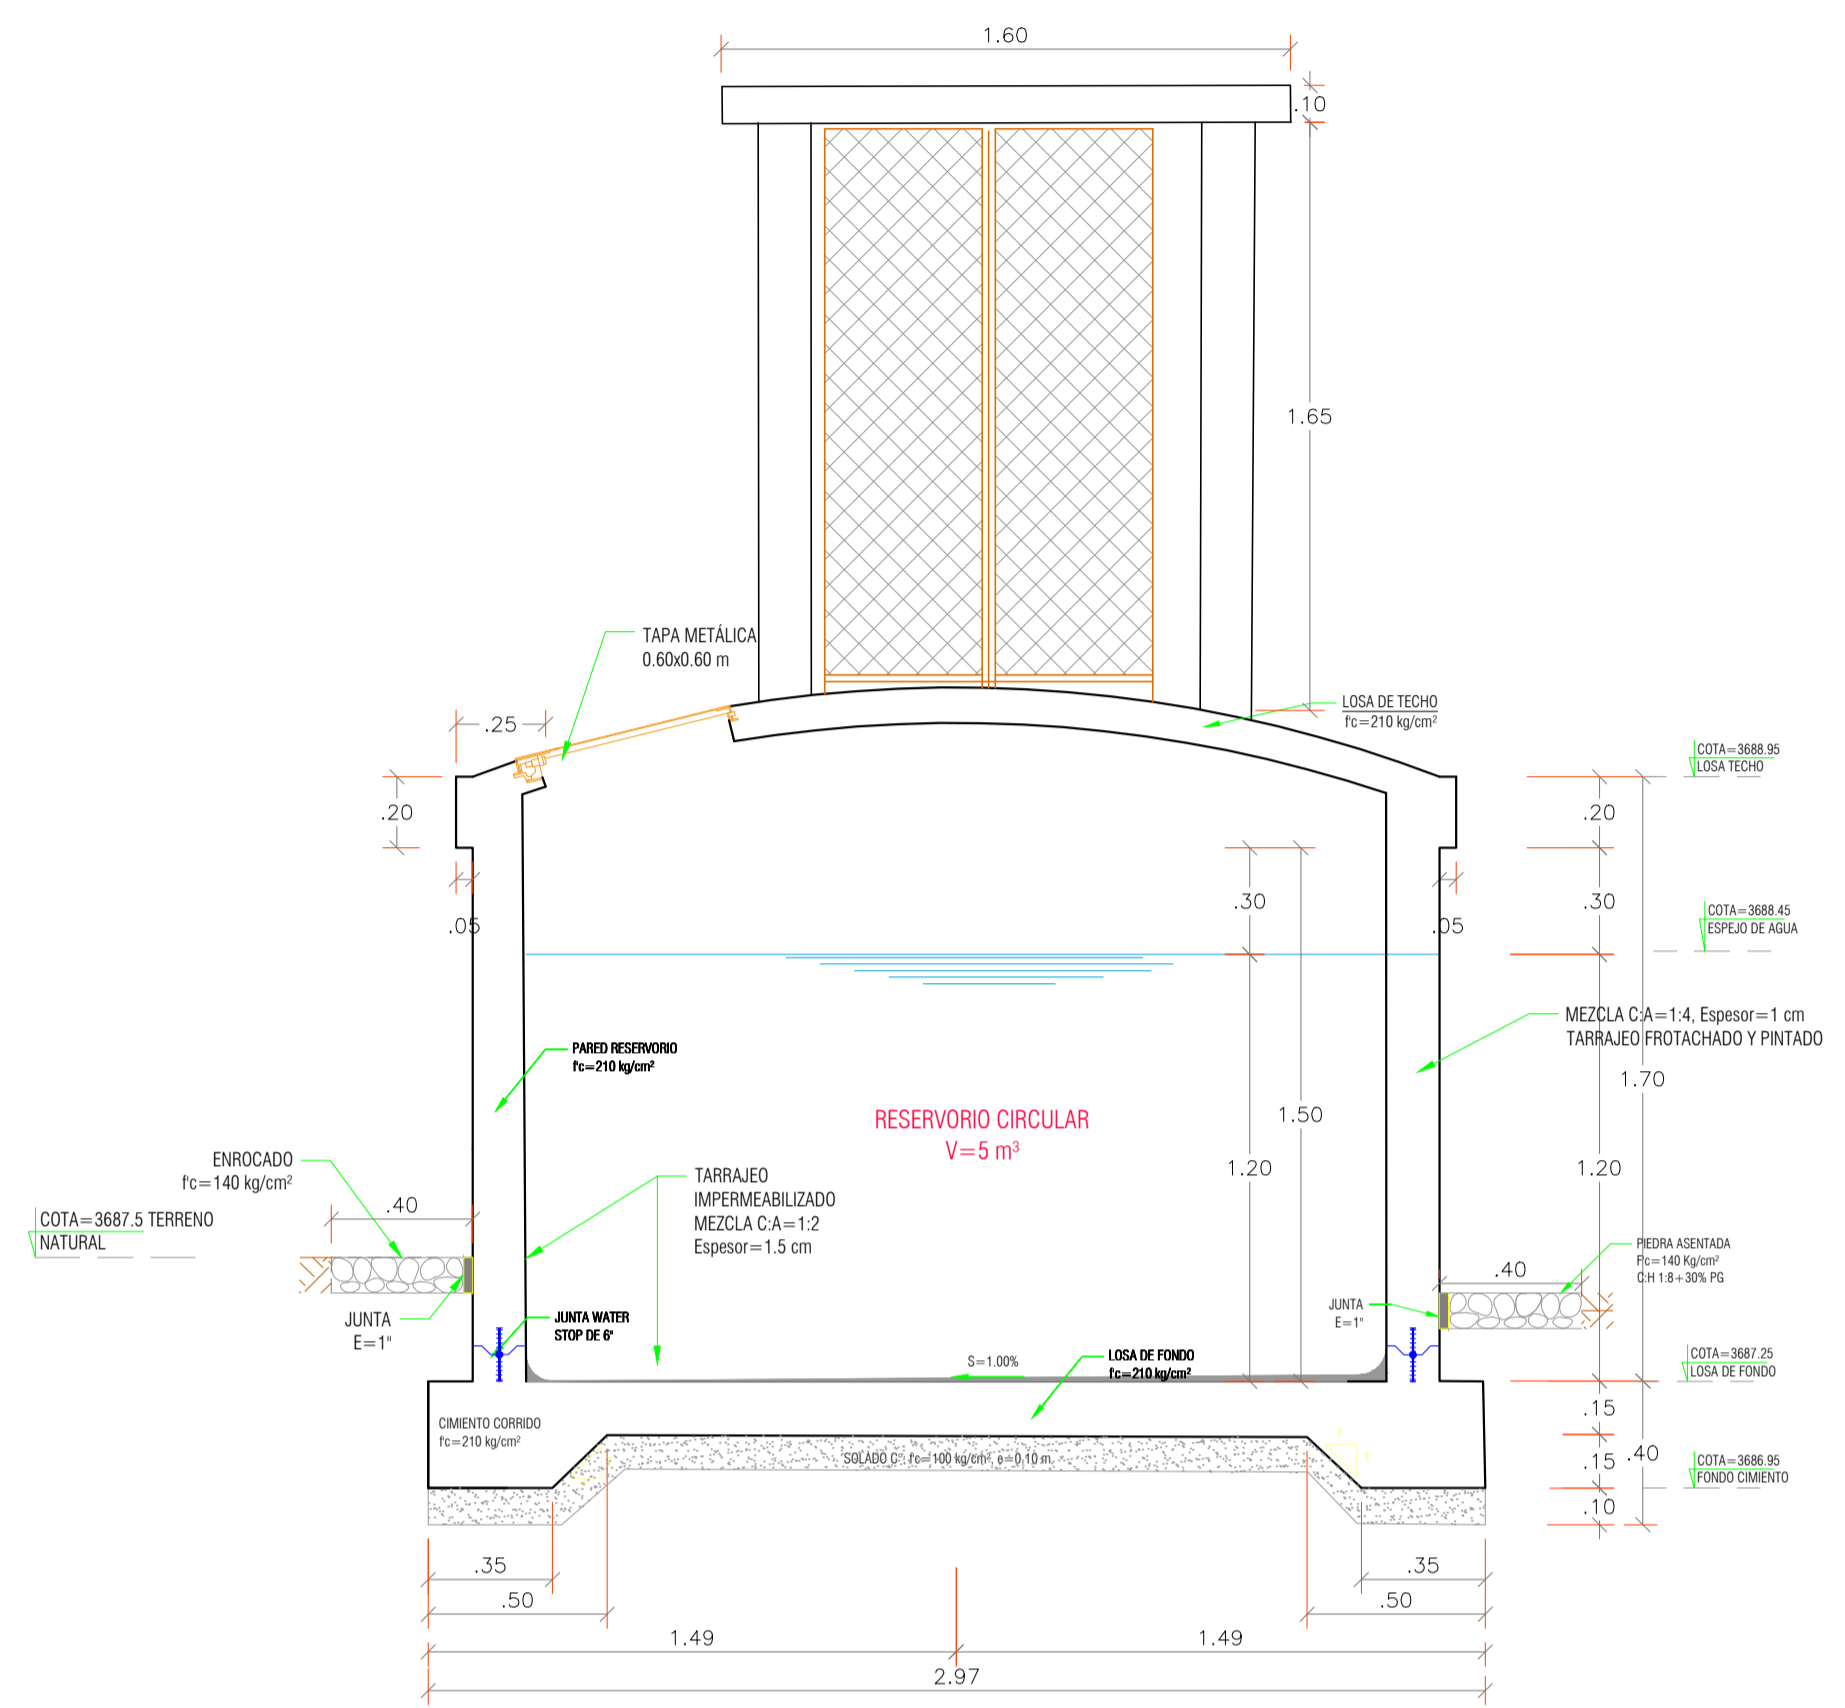 1.60
.10
1.65
TAPA METÁLICA
0.60x0.60 m
LOSA DE TECHO
f'c=210 kg/cm²
.25
COTA=3688.95
LOSA TECHO
.20
.20
.30
.30
.05
.05
COTA=3688.45
ESPEJO DE AGUA
MEZCLA C:A=1:4, Espesor=1 cm
TARRAJEO FROTACHADO Y PINTADO
PARED RESERVORIO
f'c=210 kg/cm²
1.70
RESERVORIO CIRCULAR
V=5 m³
1.50
1.20
1.20
ENROCADO
f'c=140 kg/cm²
TARRAJEO
IMPERMEABILIZADO
MEZCLA C:A=1:2
Espesor=1.5 cm
.40
COTA=3687.5 TERRENO
NATURAL
PIEDRA ASENTADA
F'c=140 Kg/cm²
C:H 1:8+30% PG
.40
JUNTA
E=1"
JUNTA WATER
STOP DE 6"
JUNTA
E=1"
S=1.00%
LOSA DE FONDO
f'c=210 kg/cm²
COTA=3687.25
LOSA DE FONDO
CIMIENTO CORRIDO
f'c=210 kg/cm²
.15
SOLADO C°, f'c=100 kg/cm², e=0.10 m.
.15
.40
COTA=3686.95
FONDO CIMIENTO
.10
.35
.35
.50
.50
1.49
1.49
2.97